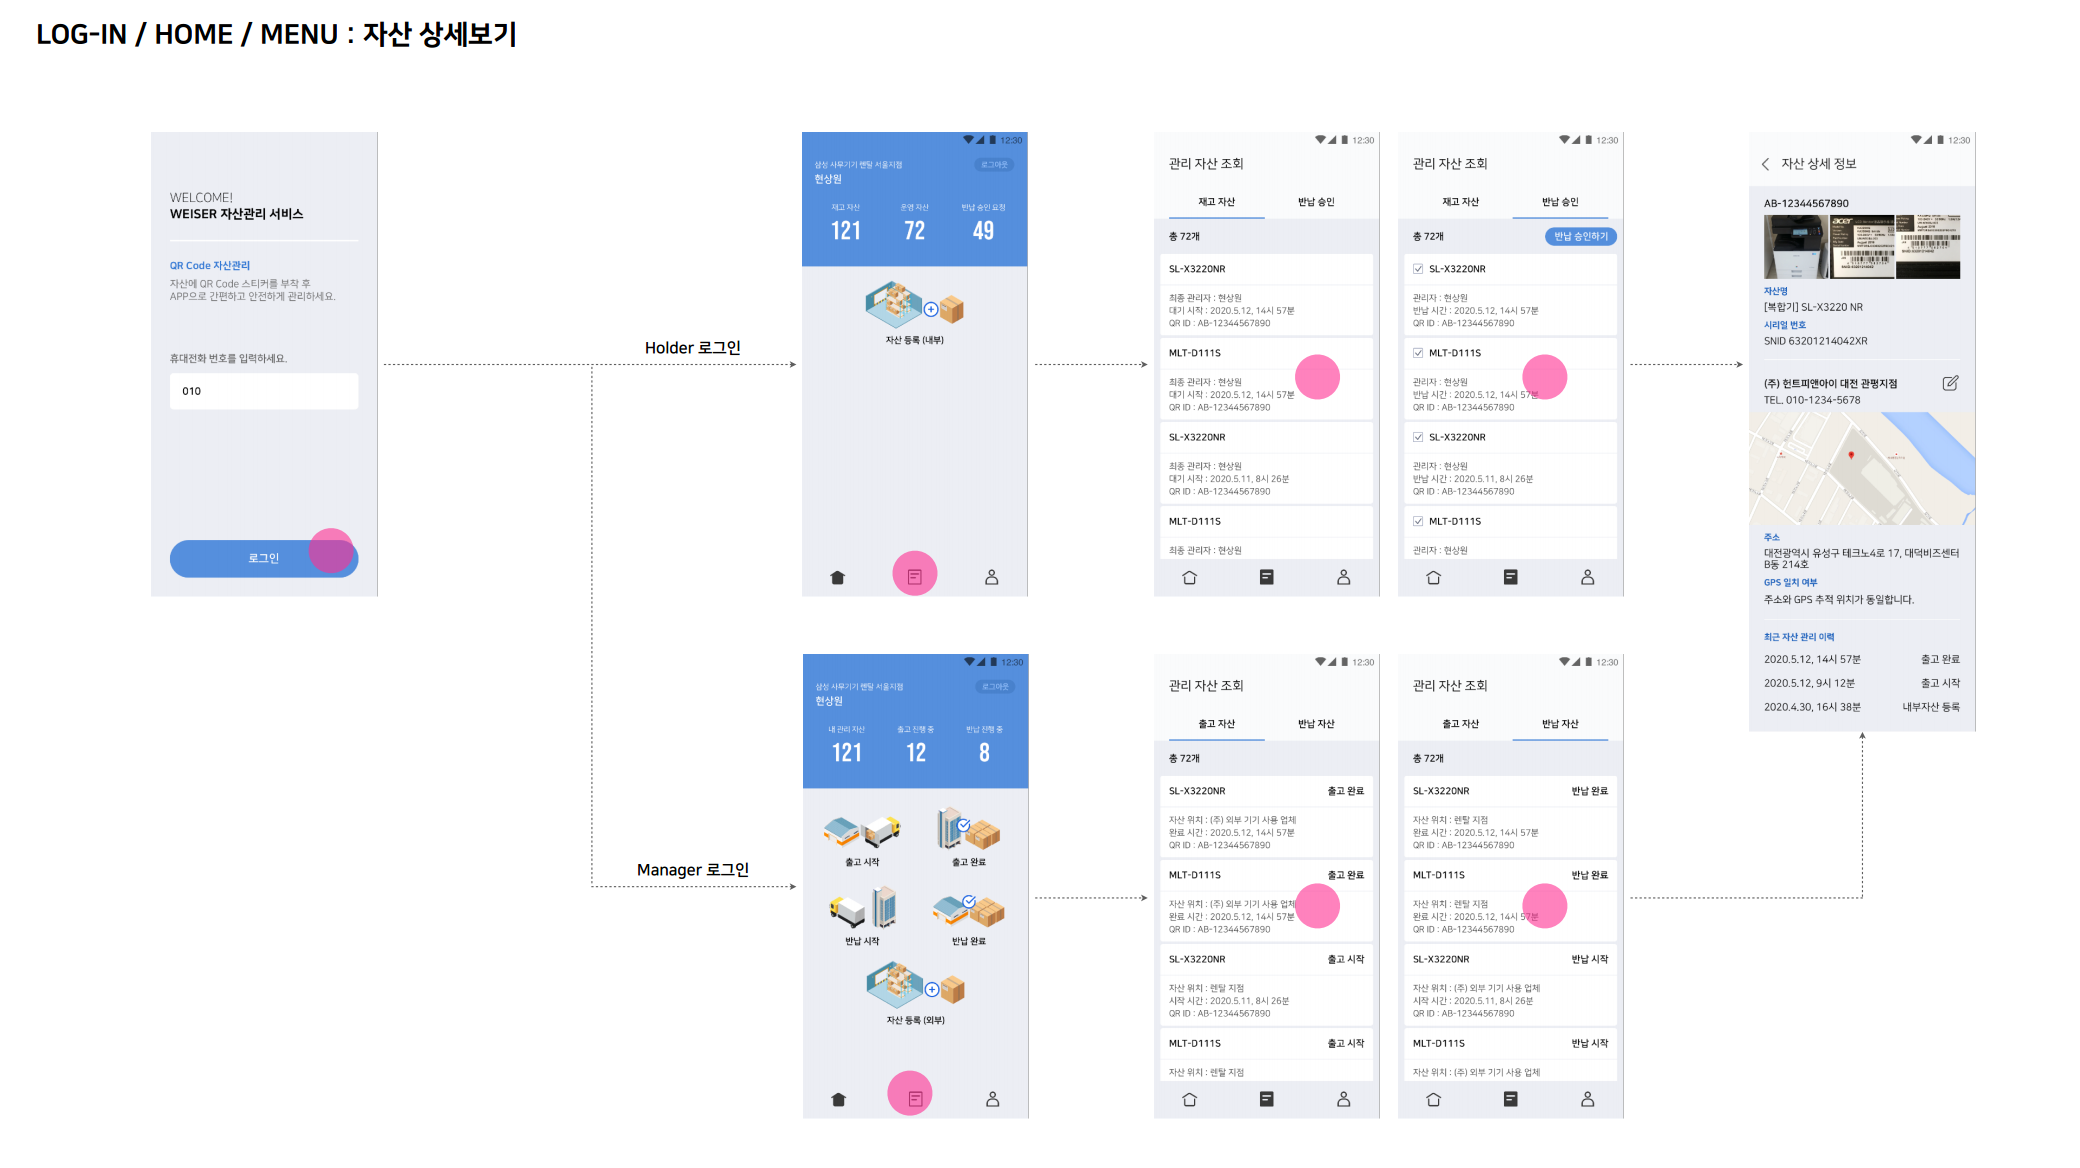 LOG-IN / HOME / MENU : 자산 상세보기
WELCOME!
WEISER 자산관리 서비스
QR Code 자산관리
자산에 QR Code 스티커를 부착 후
APP으로 간편하고 안전하게 관리하세요.
휴대전화 번호를 입력하세요.
010
로그인
Holder 로그인
Manager 로그인
12:30
삼성 사무기기 렌탈 서울지점
로그아웃
현상원
재고 자산
운영 자산
반납 승인 요청
121
72
49
자산 등록 (내부)
12:30
관리 자산 조회
재고 자산
반납 승인
총 72개
SL-X3220NR
최종 관리자 : 현상원
대기 시작 : 2020.5.12, 14시 57분
QR ID : AB-12344567890
MLT-D111S
최종 관리자 : 현상원
대기 시작 : 2020.5.12, 14시 57분
QR ID : AB-12344567890
SL-X3220NR
최종 관리자 : 현상원
대기 시작 : 2020.5.11, 8시 26분
QR ID : AB-12344567890
MLT-D111S
최종 관리자 : 현상원
12:30
관리 자산 조회
재고 자산
반납 승인
총 72개
반납 승인하기
SL-X3220NR
관리자 : 현상원
반납 시간 : 2020.5.12, 14시 57분
QR ID : AB-12344567890
MLT-D111S
관리자 : 현상원
반납 시간 : 2020.5.12, 14시 57분
QR ID : AB-12344567890
SL-X3220NR
관리자 : 현상원
반납 시간 : 2020.5.11, 8시 26분
QR ID : AB-12344567890
MLT-D111S
관리자 : 현상원
12:30
자산 상세 정보
AB-12344567890
acer
자산명
[복합기] SL-X3220 NR
시리얼 번호
SNID 63201214042XR
(주) 헌트피앤아이 대전 관평지점
TEL. 010-1234-5678
주소
대전광역시 유성구 테크노4로 17, 대덕비즈센터
B동 214호
GPS 일치 여부
주소와 GPS 추적 위치가 동일합니다.
최근 자산 관리 이력
2020.5.12, 14시 57분 출고 완료
2020.5.12, 9시 12분 출고 시작
2020.4.30, 16시 38분 내부자산 등록
12:30
삼성 사무기기 렌탈 서울지점
로그아웃
현상원
내 관리 자산
출고 진행 중
반납 진행 중
121
12
8
출고 시작
출고 완료
반납 시작
반납 완료
자산 등록 (외부)
12:30
관리 자산 조회
출고 자산
반납 자산
총 72개
SL-X3220NR 출고 완료
자산 위치 : (주) 외부 기기 사용 업체
완료 시간 : 2020.5.12, 14시 57분
QR ID : AB-12344567890
MLT-D111S 출고 완료
자산 위치 : (주) 외부 기기 사용 업체
완료 시간 : 2020.5.12, 14시 57분
QR ID : AB-12344567890
SL-X3220NR 출고 시작
자산 위치 : 렌탈 지점
시작 시간 : 2020.5.11, 8시 26분
QR ID : AB-12344567890
MLT-D111S 출고 시작
자산 위치 : 렌탈 지점
12:30
관리 자산 조회
출고 자산
반납 자산
총 72개
SL-X3220NR 반납 완료
자산 위치 : 렌탈 지점
완료 시간 : 2020.5.12, 14시 57분
QR ID : AB-12344567890
MLT-D111S 반납 완료
자산 위치 : 렌탈 지점
완료 시간 : 2020.5.12, 14시 57분
QR ID : AB-12344567890
SL-X3220NR 반납 시작
자산 위치 : (주) 외부 기기 사용 업체
시작 시간 : 2020.5.11, 8시 26분
QR ID : AB-12344567890
MLT-D111S 반납 시작
자산 위치 : (주) 외부 기기 사용 업체